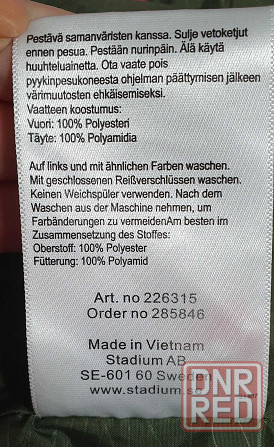 Pestävä samanväristen kanssa. Sulje vetoketjut
ennen pesua. Pestään nurinpäin. Älä käytä
huuhteluainetta. Ota vaate pois
pyykinpesukoneesta ohjelman päättymisen jälkeen
värimuutosten ehkäisemiseksi.
Vaatteen koostumus:
Vuori: 100% Polyesteri
Täyte: 100% Polyamidia
Auf links und mit ähnlichen Farben waschen.
Mit geschlossenen Reißverschlüssen waschen.
Keinen Weichspüler verwenden. Nach dem
Waschen aus der Maschine nehmen, um
Farbänderungen zu vermeidenAm besten im
Zusammensetzung des Stoffes:
Oberstoff: 100% Polyester
Fütterung: 100% Polyamid
Art. no 226315
Order no 285846
Made in Vietnam
Stadium AB
SE-601 60 Sweden
www.stadium.se
DNR
RED